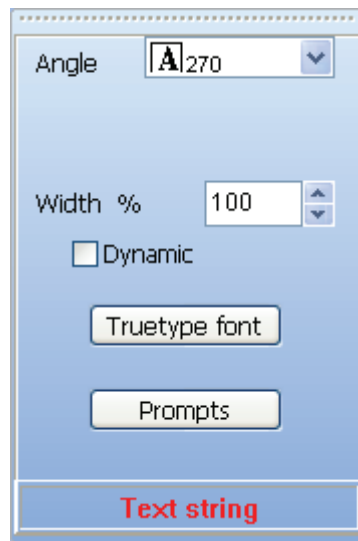 Angle A 270
Width % 100
Dynamic
Truetype font
Prompts
Text string